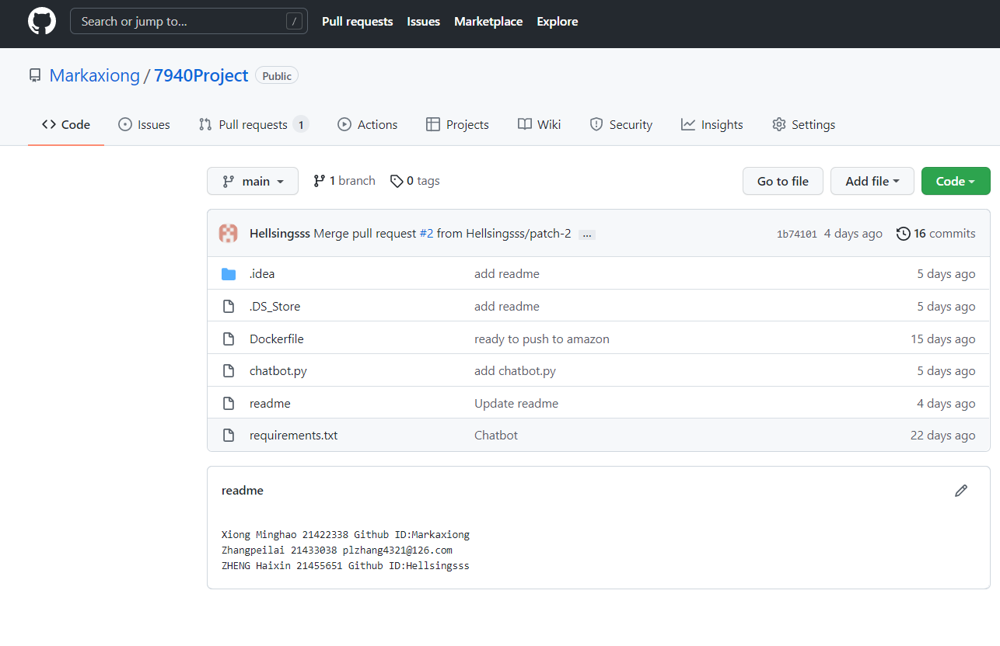 Search or jump to... /
Pull requests Issues Marketplace Explore
Markaxiong / 7940Project Public
Code Issues Pull requests 1 Actions Projects Wiki Security Insights Settings
main 1 branch 0 tags Go to file Add file Code
Hellsingsss Merge pull request #2 from Hellsingsss/patch-2 ... 1b74101 4 days ago 16 commits
.idea add readme 5 days ago
.DS_Store add readme 5 days ago
Dockerfile ready to push to amazon 15 days ago
chatbot.py add chatbot.py 5 days ago
readme Update readme 4 days ago
requirements.txt Chatbot 22 days ago
readme
Xiong Minghao 21422338 Github ID:Markaxiong
Zhangpeilai 21433038 plzhang4321@126.com
ZHENG Haixin 21455651 Github ID:Hellsingsss